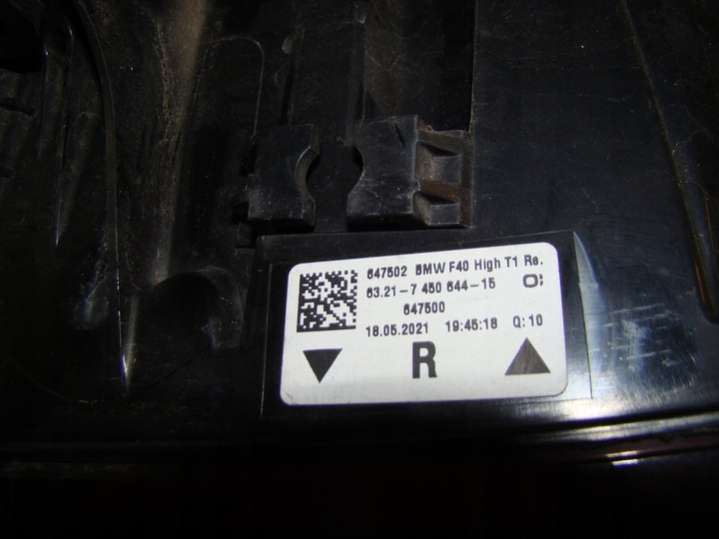 647502 BMW F40 High T1 Re.
63.21-7 450 644-15 O;
647500
18.05.2021 19:45:18 Q:10
R